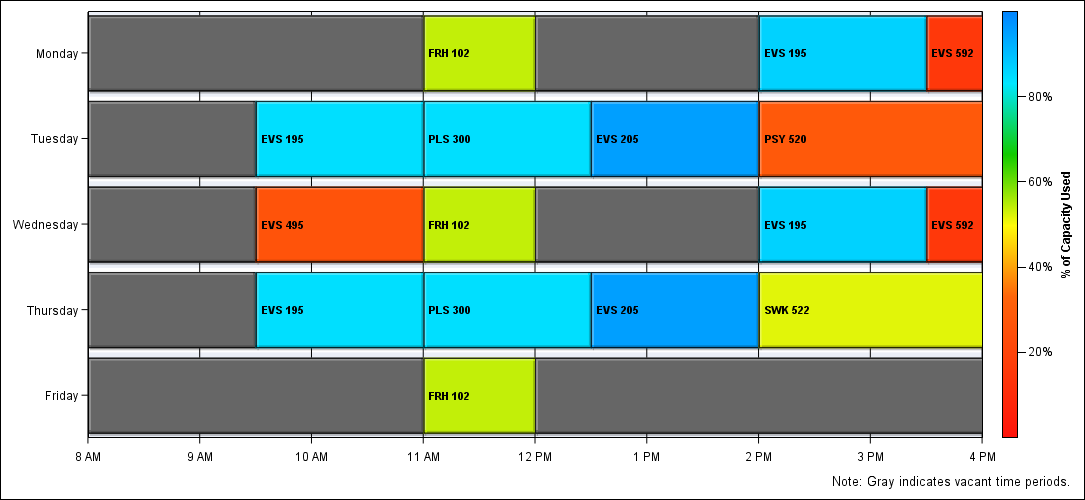 Monday
FRH 102
EVS 195
EVS 592
Tuesday
EVS 195
PLS 300
EVS 205
PSY 520
Wednesday
EVS 495
FRH 102
EVS 195
EVS 592
Thursday
EVS 195
PLS 300
EVS 205
SWK 522
Friday
FRH 102
8 AM
9 AM
10 AM
11 AM
12 PM
1 PM
2 PM
3 PM
4 PM
80%
60%
40%
20%
% of Capacity Used
Note: Gray indicates vacant time periods.